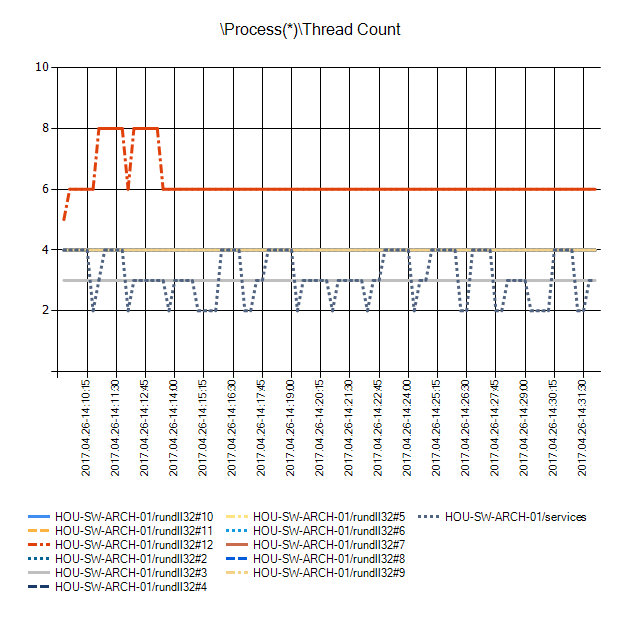 \Process(*)\Thread Count
10
8
6
4
2
2017.04.26-14:10:15
2017.04.26-14:11:30
2017.04.26-14:12:45
2017.04.26-14:14:00
2017.04.26-14:15:15
2017.04.26-14:16:30
2017.04.26-14:17:45
2017.04.26-14:19:00
2017.04.26-14:20:15
2017.04.26-14:21:30
2017.04.26-14:22:45
2017.04.26-14:24:00
2017.04.26-14:25:15
2017.04.26-14:26:30
2017.04.26-14:27:45
2017.04.26-14:29:00
2017.04.26-14:30:15
2017.04.26-14:31:30
HOU-SW-ARCH-01/rundll32#10
HOU-SW-ARCH-01/rundll32#11
HOU-SW-ARCH-01/rundll32#12
HOU-SW-ARCH-01/rundll32#2
HOU-SW-ARCH-01/rundll32#3
HOU-SW-ARCH-01/rundll32#4
HOU-SW-ARCH-01/rundll32#5
HOU-SW-ARCH-01/rundll32#6
HOU-SW-ARCH-01/rundll32#7
HOU-SW-ARCH-01/rundll32#8
HOU-SW-ARCH-01/rundll32#9
HOU-SW-ARCH-01/services